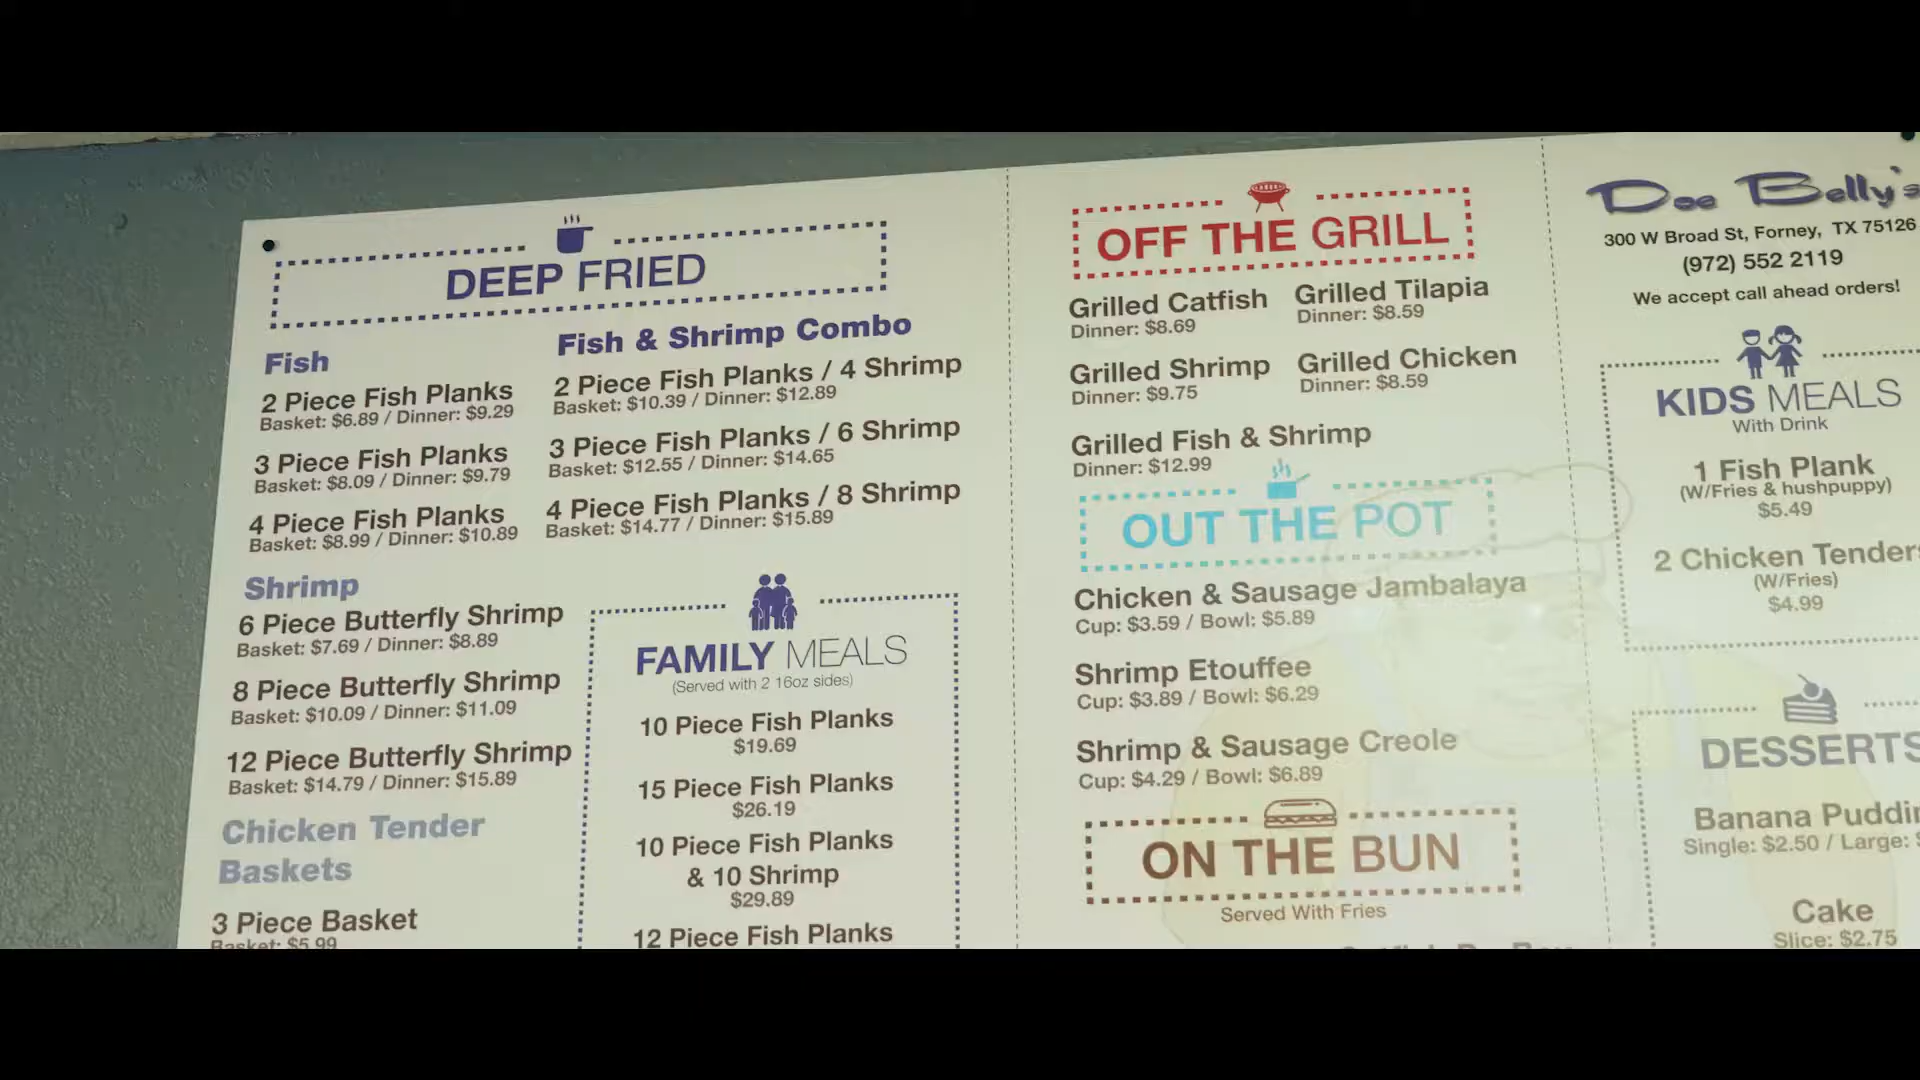 DEEP FRIED
Fish
2 Piece Fish Planks
Basket: $6.89 / Dinner: $9.29
3 Piece Fish Planks
Basket: $8.09 / Dinner: $9.79
4 Piece Fish Planks
Basket: $8.99 / Dinner: $10.89
Shrimp
6 Piece Butterfly Shrimp
Basket: $7.69 / Dinner: $8.89
8 Piece Butterfly Shrimp
Basket: $10.09 / Dinner: $11.09
12 Piece Butterfly Shrimp
Basket: $14.79 / Dinner: $15.89
Chicken Tender
Baskets
3 Piece Basket
Basket: $5.99
Fish & Shrimp Combo
2 Piece Fish Planks / 4 Shrimp
Basket: $10.39 / Dinner: $12.89
3 Piece Fish Planks / 6 Shrimp
Basket: $12.55 / Dinner: $14.65
4 Piece Fish Planks / 8 Shrimp
Basket: $14.77 / Dinner: $15.89
FAMILY MEALS
(Served with 2 16oz sides)
10 Piece Fish Planks
$19.69
15 Piece Fish Planks
$26.19
10 Piece Fish Planks
& 10 Shrimp
$29.89
12 Piece Fish Planks
OFF THE GRILL
Grilled Catfish
Dinner: $8.69
Grilled Tilapia
Dinner: $8.59
Grilled Shrimp
Dinner: $9.75
Grilled Chicken
Dinner: $8.59
Grilled Fish & Shrimp
Dinner: $12.99
OUT THE POT
Chicken & Sausage Jambalaya
Cup: $3.59 / Bowl: $5.89
Shrimp Etouffee
Cup: $3.89 / Bowl: $6.29
Shrimp & Sausage Creole
Cup: $4.29 / Bowl: $6.89
ON THE BUN
Served With Fries
Doe Belly's
300 W Broad St, Forney, TX 75126
(972) 552 2119
We accept call ahead orders!
KIDS MEALS
With Drink
1 Fish Plank
(W/Fries & hushpuppy)
$5.49
2 Chicken Tenders
(W/Fries)
$4.99
DESSERTS
Banana Puddin
Single: $2.50 / Large:
Cake
Slice: $2.75